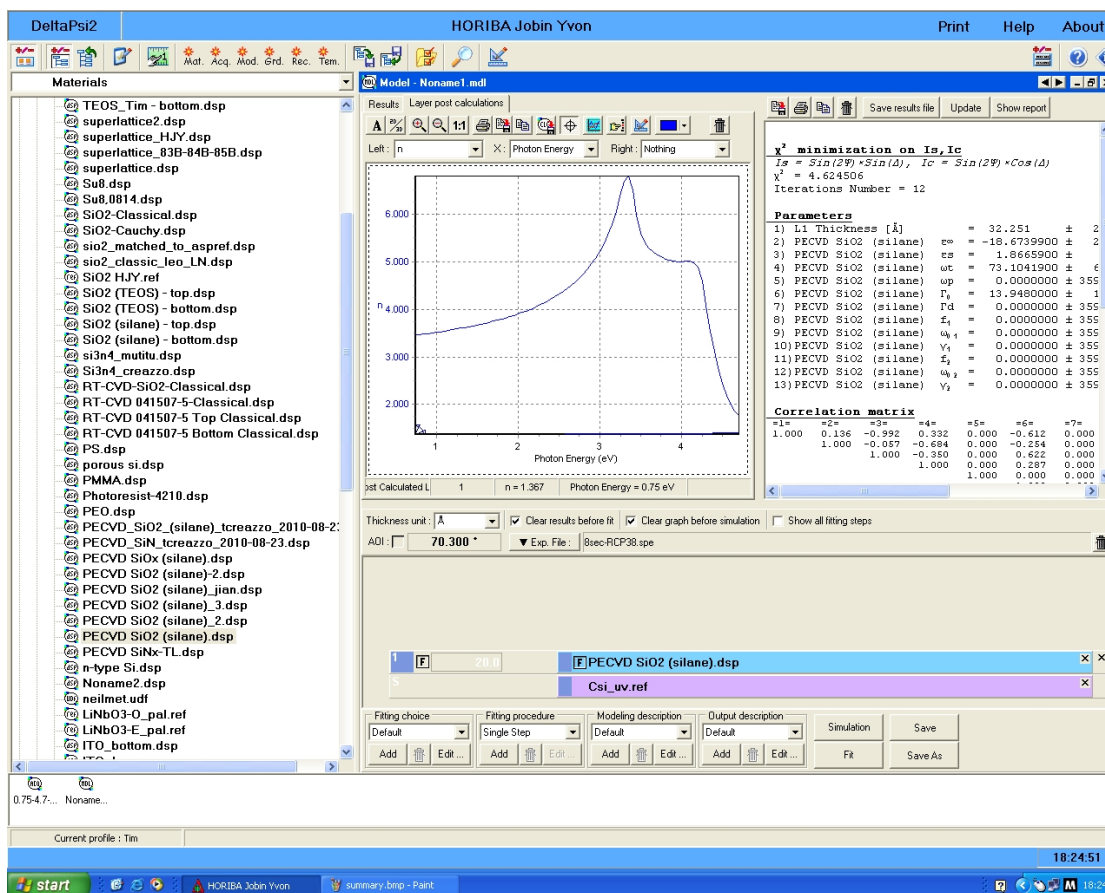 DeltaPsi2 HORIBA Jobin Yvon Print Help About
Mat. Acq. Mod. Grd. Rec. Tem.
Materials
TEOS_Tim - bottom.dsp
superlattice2.dsp
superlattice_HJY.dsp
superlattice_83B-84B-85B.dsp
superlattice.dsp
Su8.dsp
Su8,0814.dsp
SiO2-Classical.dsp
SiO2-Cauchy.dsp
sio2_matched_to_aspref.dsp
sio2_classic_leo_LN.dsp
SiO2 HJY.ref
SiO2 (TEOS) - top.dsp
SiO2 (TEOS) - bottom.dsp
SiO2 (silane) - top.dsp
SiO2 (silane) - bottom.dsp
si3n4_mutitu.dsp
Si3n4_creazzo.dsp
RT-CVD-SiO2-Classical.dsp
RT-CVD 041507-5-Classical.dsp
RT-CVD 041507-5 Top Classical.dsp
RT-CVD 041507-5 Bottom Classical.dsp
PS.dsp
porous si.dsp
PMMA.dsp
Photoresist-4210.dsp
PEO.dsp
PECVD_SiO2_(silane)_tcreazzo_2010-08-23
PECVD_SiN_tcreazzo_2010-08-23.dsp
PECVD SiOx (silane).dsp
PECVD SiO2 (silane)-2.dsp
PECVD SiO2 (silane)_jian.dsp
PECVD SiO2 (silane)_3.dsp
PECVD SiO2 (silane)_2.dsp
PECVD SiO2 (silane).dsp
PECVD SiNx-TL.dsp
n-type Si.dsp
Noname2.dsp
neilmet.udf
LiNbO3-O_pal.ref
LiNbO3-E_pal.ref
ITO_bottom.dsp
Model - Noname1.mdl
Results Layer post calculations
A 1:1
Left : n X : Photon Energy Right : Nothing
6.000
5.000
n 4.000
3.000
2.000
1 2 3 4
Photon Energy (eV)
ost Calculated L 1 n = 1.367 Photon Energy = 0.75 eV
Save results file Update Show report
χ² minimization on Is,Ic
Is = Sin(2Ψ)*Sin(Δ), Ic = Sin(2Ψ)*Cos(Δ)
χ² = 4.624506
Iterations Number = 12
Parameters
1) L1 Thickness [Å] = 32.251 ± 2
2) PECVD SiO2 (silane) ε∞ = -18.6739900 ± 2
3) PECVD SiO2 (silane) εs = 1.8665900 ±
4) PECVD SiO2 (silane) ωt = 73.1041900 ± 6
5) PECVD SiO2 (silane) ωp = 0.0000000 ± 359
6) PECVD SiO2 (silane) Γ₀ = 13.9480000 ± 1
7) PECVD SiO2 (silane) Γd = 0.0000000 ± 359
8) PECVD SiO2 (silane) f₁ = 0.0000000 ± 359
9) PECVD SiO2 (silane) ω₀₁ = 0.0000000 ± 359
10)PECVD SiO2 (silane) γ₁ = 0.0000000 ± 359
11)PECVD SiO2 (silane) f₂ = 0.0000000 ± 359
12)PECVD SiO2 (silane) ω₀₂ = 0.0000000 ± 359
13)PECVD SiO2 (silane) γ₂ = 0.0000000 ± 359
Correlation matrix
=1= =2= =3= =4= =5= =6= =7=
1.000 0.136 -0.992 0.332 0.000 -0.612 0.000
1.000 -0.057 -0.684 0.000 -0.254 0.000
1.000 -0.350 0.000 0.622 0.000
1.000 0.000 0.287 0.000
1.000 0.000 0.000
Thickness unit : Å Clear results before fit Clear graph before simulation Show all fitting steps
AOI : 70.300 ° Exp. File : 8sec-RCP38.spe
1 F 20.0 F PECVD SiO2 (silane).dsp
S Csi_uv.ref
Fitting choice Fitting procedure Modeling description Output description
Default Single Step Default Default Simulation Save
Add Edit ... Add Edit ... Add Edit ... Add Edit ... Fit Save As
0.75-4.7-... Noname...
Current profile : Tim
18:24:51
start HORIBA Jobin Yvon summary.bmp - Paint